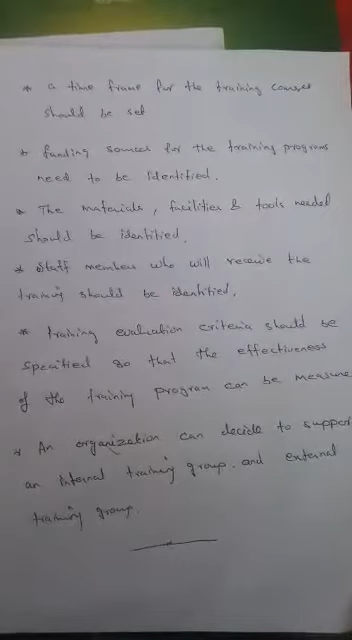 * a time frame for the training courses
should be set
* funding sources for the training programs
need to be identified.
* The materials, facilities & tools needed
should be identified.
* Staff members who will receive the
training should be identified.
* training evaluation criteria should be
specified so that the effectiveness
of the training program can be measure
* An organization can decide to support
an internal training group. and external
training group.